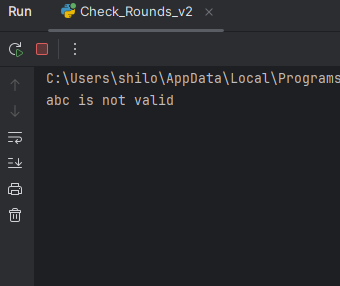 Run Check_Rounds_v2
C:\Users\shilo\AppData\Local\Programs
abc is not valid